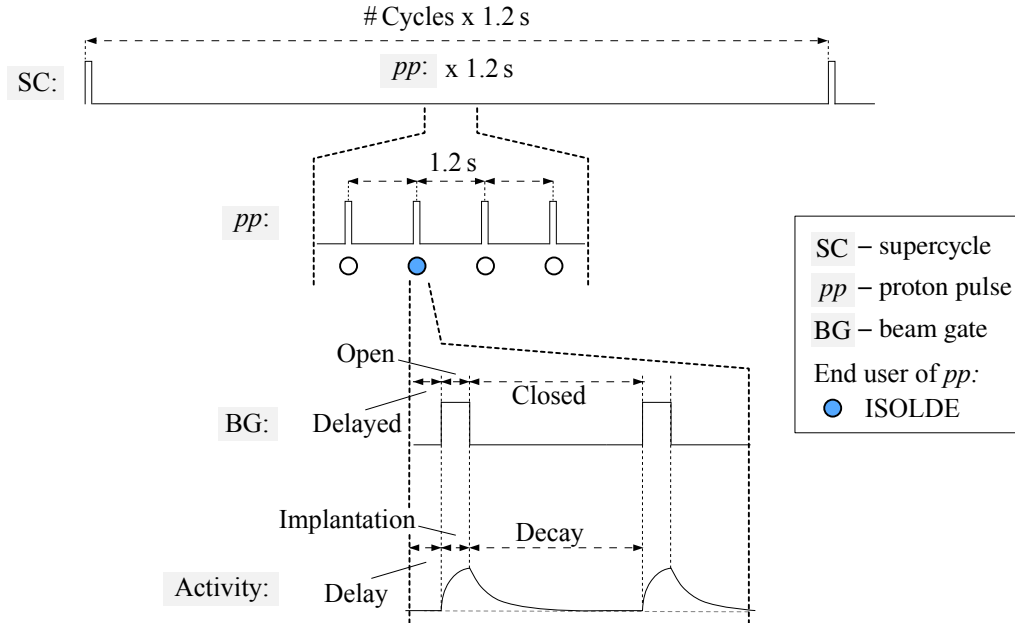 # Cycles x 1.2 s
SC:
pp: x 1.2 s
1.2 s
pp:
SC – supercycle
pp – proton pulse
BG – beam gate
End user of pp:
ISOLDE
Open
Closed
BG:
Delayed
Implantation
Decay
Activity:
Delay